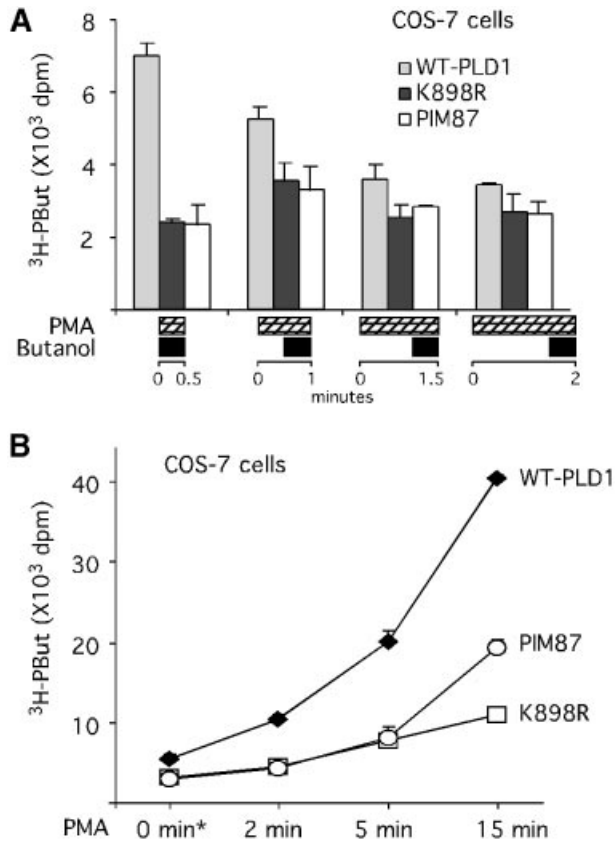 A
COS-7 cells
WT-PLD1
K898R
PIM87
³H-PBut (X10³ dpm)
8
6
4
2
PMA
Butanol
0 0.5 0 1 0 1.5 0 2
minutes
B
COS-7 cells
³H-PBut (X10³ dpm)
40
30
20
10
WT-PLD1
PIM87
K898R
PMA 0 min* 2 min 5 min 15 min